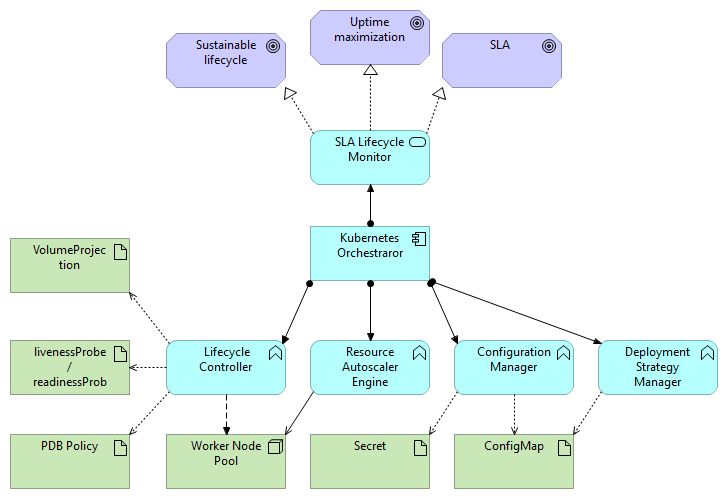 Sustainable
lifecycle
Uptime
maximization
SLA
SLA Lifecycle
Monitor
Kubernetes
Orchestraror
VolumeProjec
tion
livenessProbe
/
readinessProb
Lifecycle
Controller
Resource
Autoscaler
Engine
Configuration
Manager
Deployment
Strategy
Manager
PDB Policy
Worker Node
Pool
Secret
ConfigMap